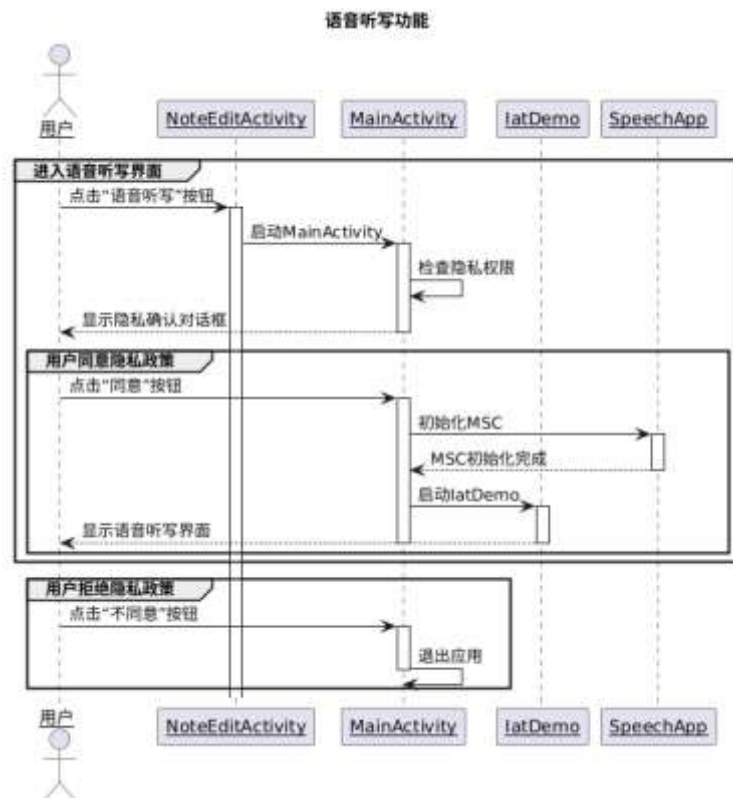 语音听写功能
用户
NoteEditActivity
MainActivity
IatDemo
SpeechApp
进入语音听写界面
点击“语音听写”按钮
启动MainActivity
检查隐私权限
显示隐私确认对话框
用户同意隐私政策
点击“同意”按钮
初始化MSC
MSC初始化完成
启动IatDemo
显示语音听写界面
用户拒绝隐私政策
点击“不同意”按钮
退出应用
用户
NoteEditActivity
MainActivity
IatDemo
SpeechApp